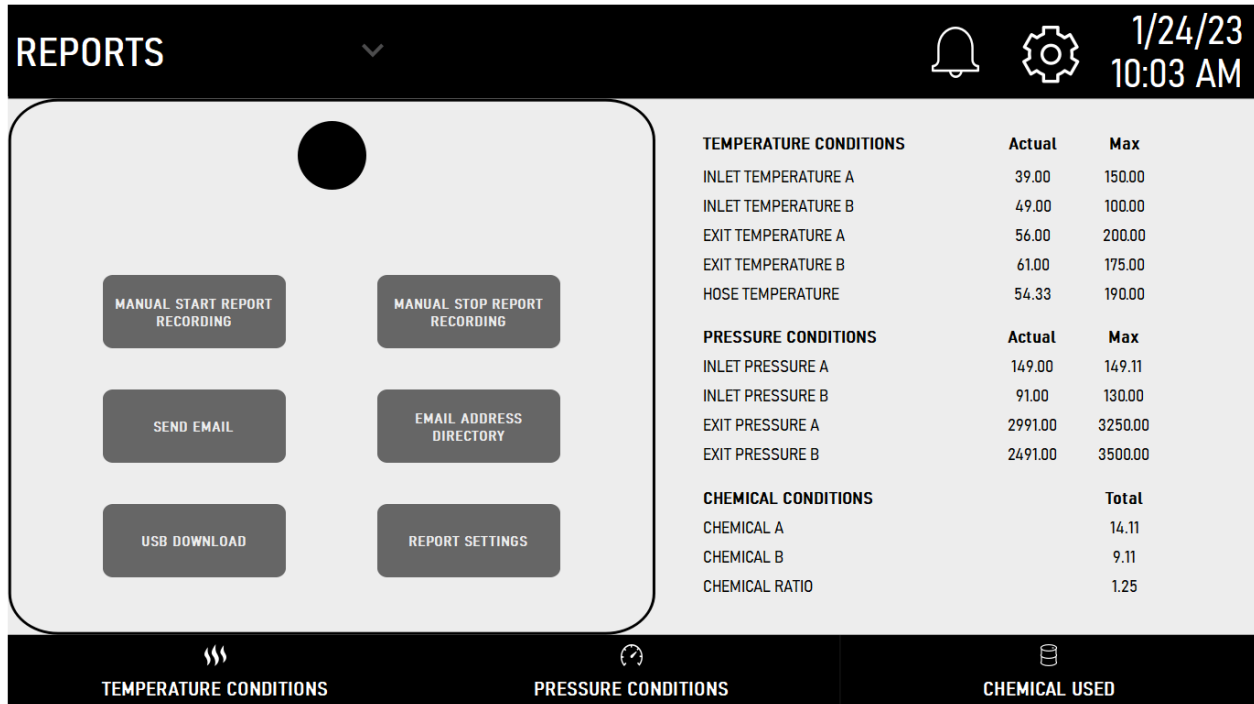 REPORTS
1/24/23
10:03 AM
MANUAL START REPORT
RECORDING
MANUAL STOP REPORT
RECORDING
SEND EMAIL
EMAIL ADDRESS
DIRECTORY
USB DOWNLOAD
REPORT SETTINGS
TEMPERATURE CONDITIONS Actual Max
INLET TEMPERATURE A 39.00 150.00
INLET TEMPERATURE B 49.00 100.00
EXIT TEMPERATURE A 56.00 200.00
EXIT TEMPERATURE B 61.00 175.00
HOSE TEMPERATURE 54.33 190.00
PRESSURE CONDITIONS Actual Max
INLET PRESSURE A 149.00 149.11
INLET PRESSURE B 91.00 130.00
EXIT PRESSURE A 2991.00 3250.00
EXIT PRESSURE B 2491.00 3500.00
CHEMICAL CONDITIONS Total
CHEMICAL A 14.11
CHEMICAL B 9.11
CHEMICAL RATIO 1.25
TEMPERATURE CONDITIONS
PRESSURE CONDITIONS
CHEMICAL USED